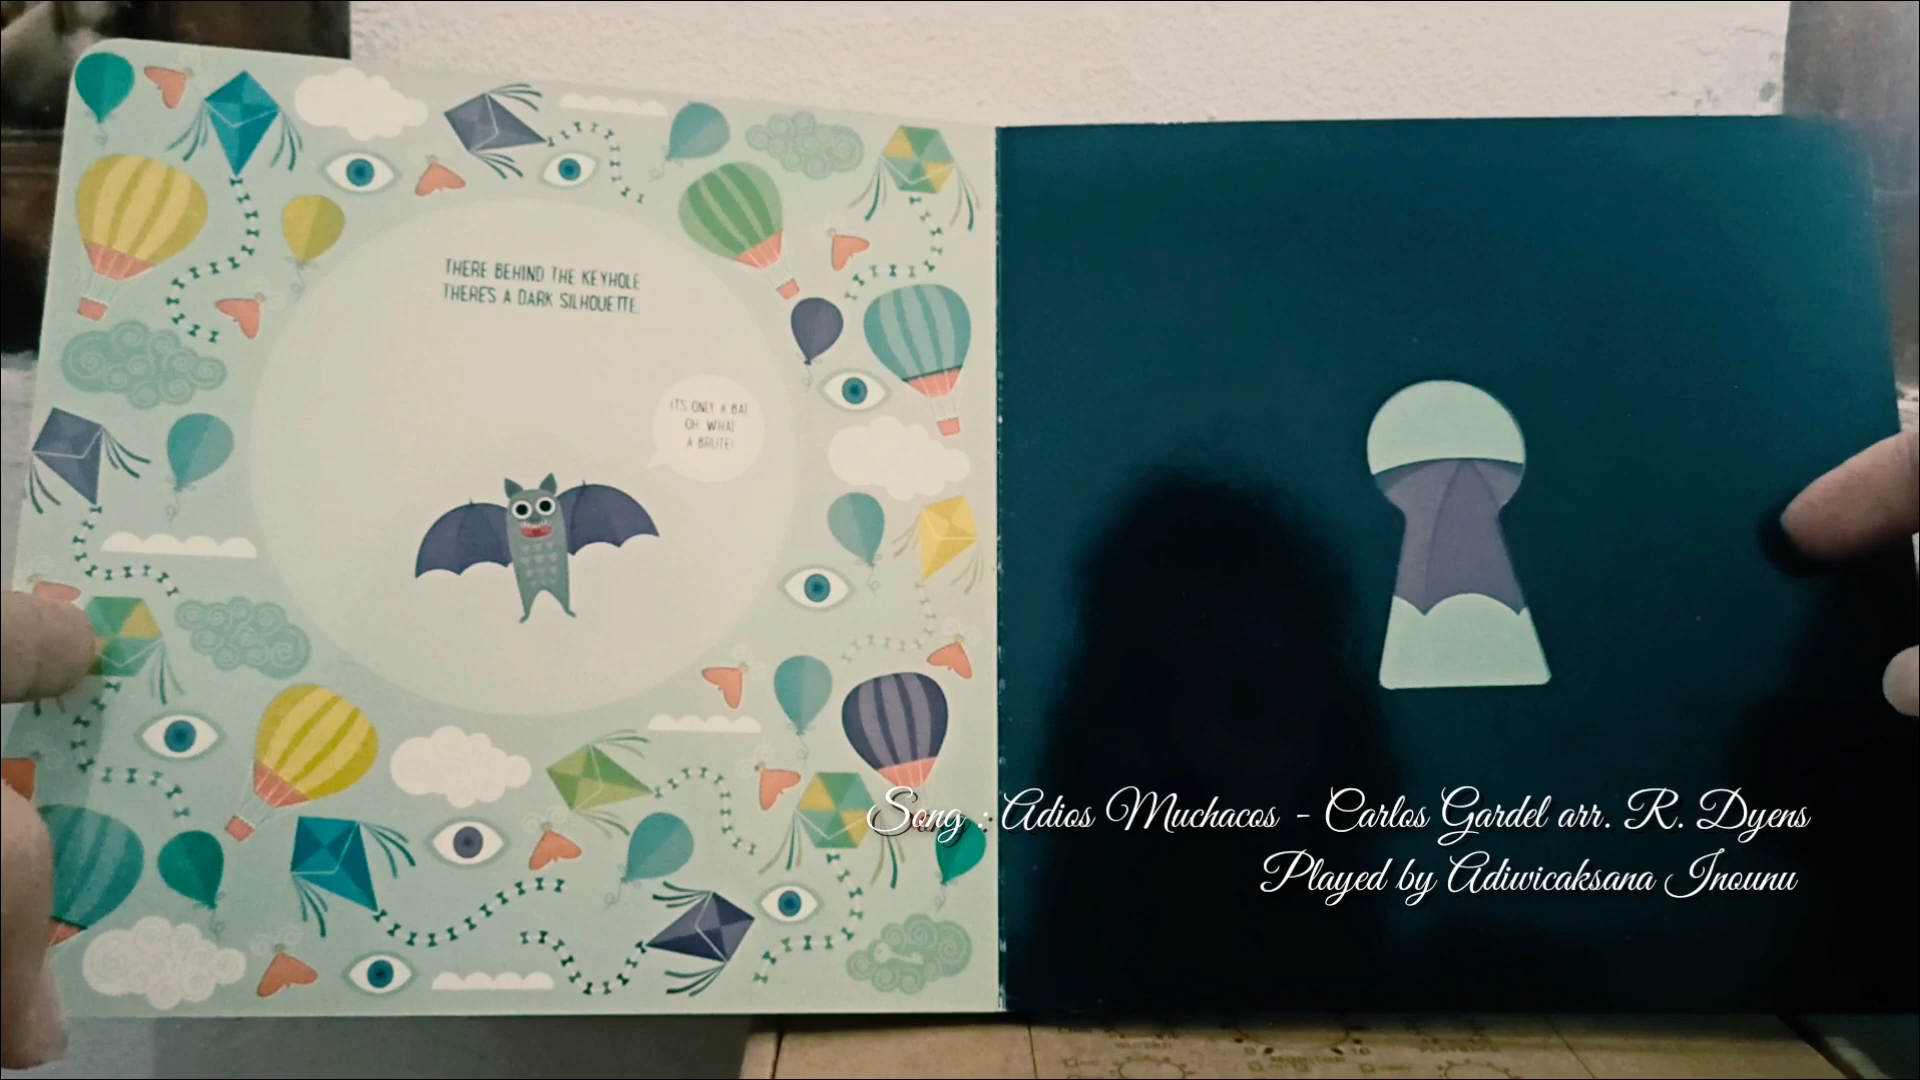 THERE BEHIND THE KEYHOLE
THERE'S A DARK SILHOUETTE.
IT'S ONLY A BAT
OH, WHAT
A BRUTE!
Song : Adios Muchacos - Carlos Gardel arr. R. Dyens
Played by Adiwicaksana Inounu
MONITOR